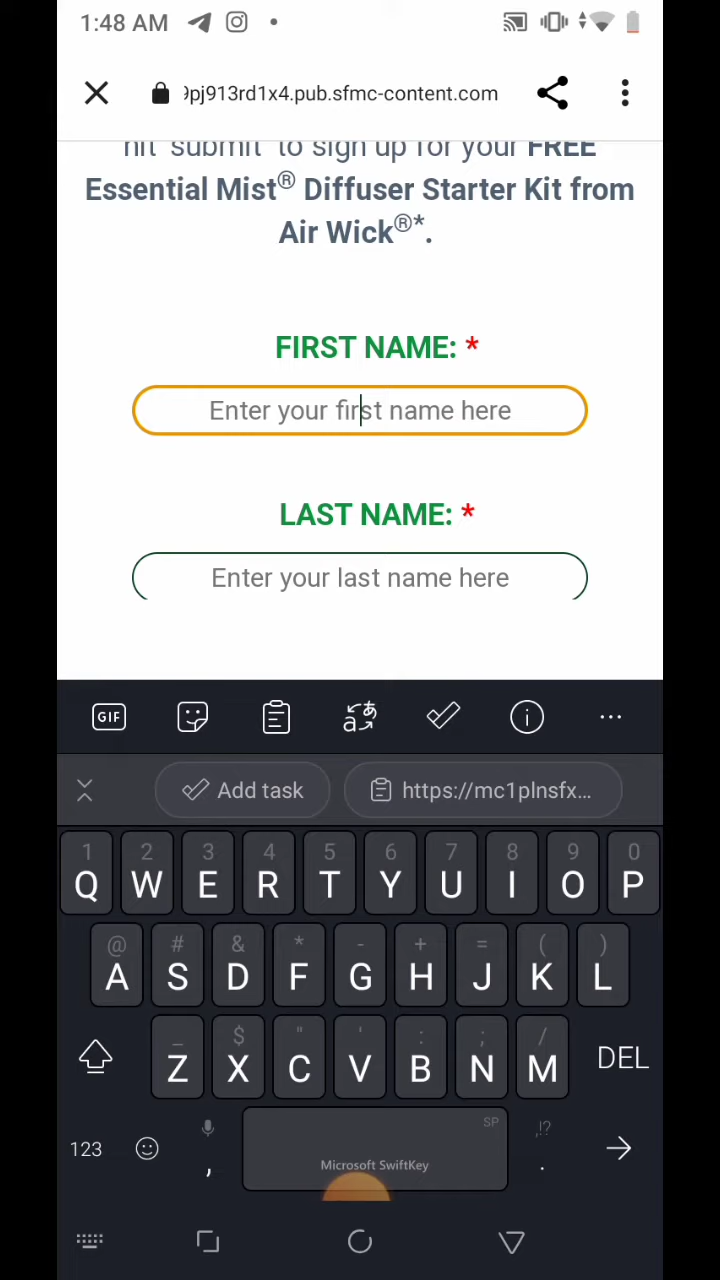 1:48 AM
9pj913rd1x4.pub.sfmc-content.com
hit 'submit' to sign up for your FREE
Essential Mist® Diffuser Starter Kit from
Air Wick®*.
FIRST NAME: *
Enter your first name here
LAST NAME: *
Enter your last name here
GIF
Add task
https://mc1plnsfx...
1 2 3 4 5 6 7 8 9 0
Q W E R T Y U I O P
@ # & * - + = ( )
A S D F G H J K L
_ $ " ' : ; /
Z X C V B N M DEL
SP ,!?
123 , Microsoft SwiftKey .